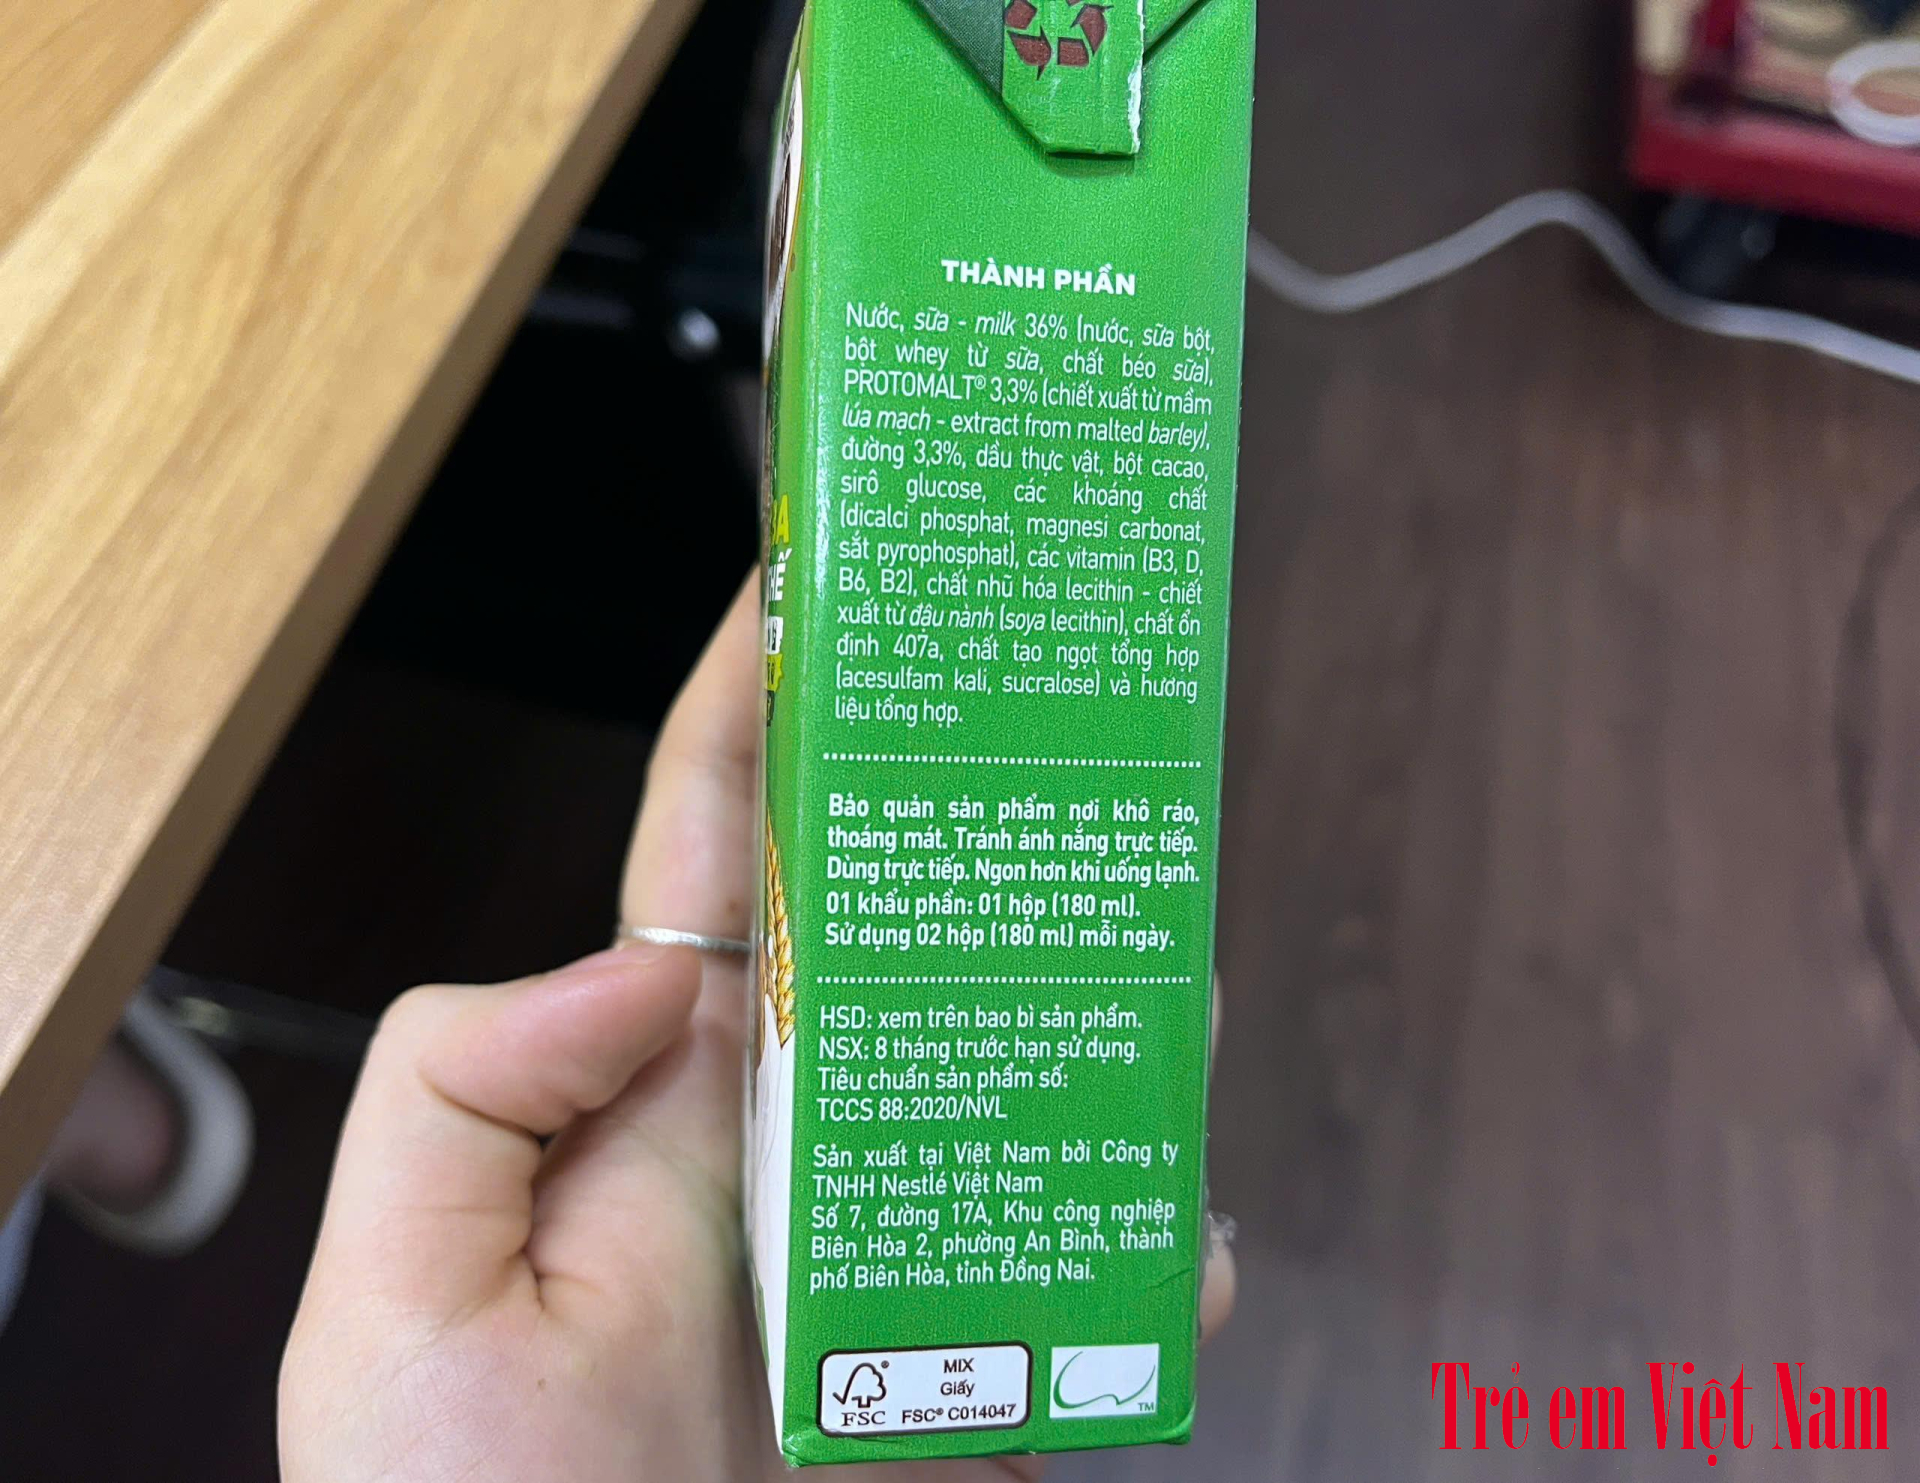 THÀNH PHẦN
Nước, sữa - milk 36% (nước, sữa bột,
bột whey từ sữa, chất béo sữa),
PROTOMALT® 3,3% (chiết xuất từ mầm
lúa mạch - extract from malted barley),
đường 3,3%, dầu thực vật, bột cacao,
sirô glucose, các khoáng chất
(dicalci phosphat, magnesi carbonat,
sắt pyrophosphat), các vitamin (B3, D,
B6, B2), chất nhũ hóa lecithin - chiết
xuất từ đậu nành (soya lecithin), chất ổn
định 407a, chất tạo ngọt tổng hợp
(acesulfam kali, sucralose) và hương
liệu tổng hợp.
Bảo quản sản phẩm nơi khô ráo,
thoáng mát. Tránh ánh nắng trực tiếp.
Dùng trực tiếp. Ngon hơn khi uống lạnh.
01 khẩu phần: 01 hộp (180 ml).
Sử dụng 02 hộp (180 ml) mỗi ngày.
HSD: xem trên bao bì sản phẩm.
NSX: 8 tháng trước hạn sử dụng.
Tiêu chuẩn sản phẩm số:
TCCS 88:2020/NVL
Sản xuất tại Việt Nam bởi Công ty
TNHH Nestlé Việt Nam
Số 7, đường 17A, Khu công nghiệp
Biên Hòa 2, phường An Bình, thành
phố Biên Hòa, tỉnh Đồng Nai.
MIX
Giấy
FSC® C014047
FSC
TM
Trẻ em Việt Nam